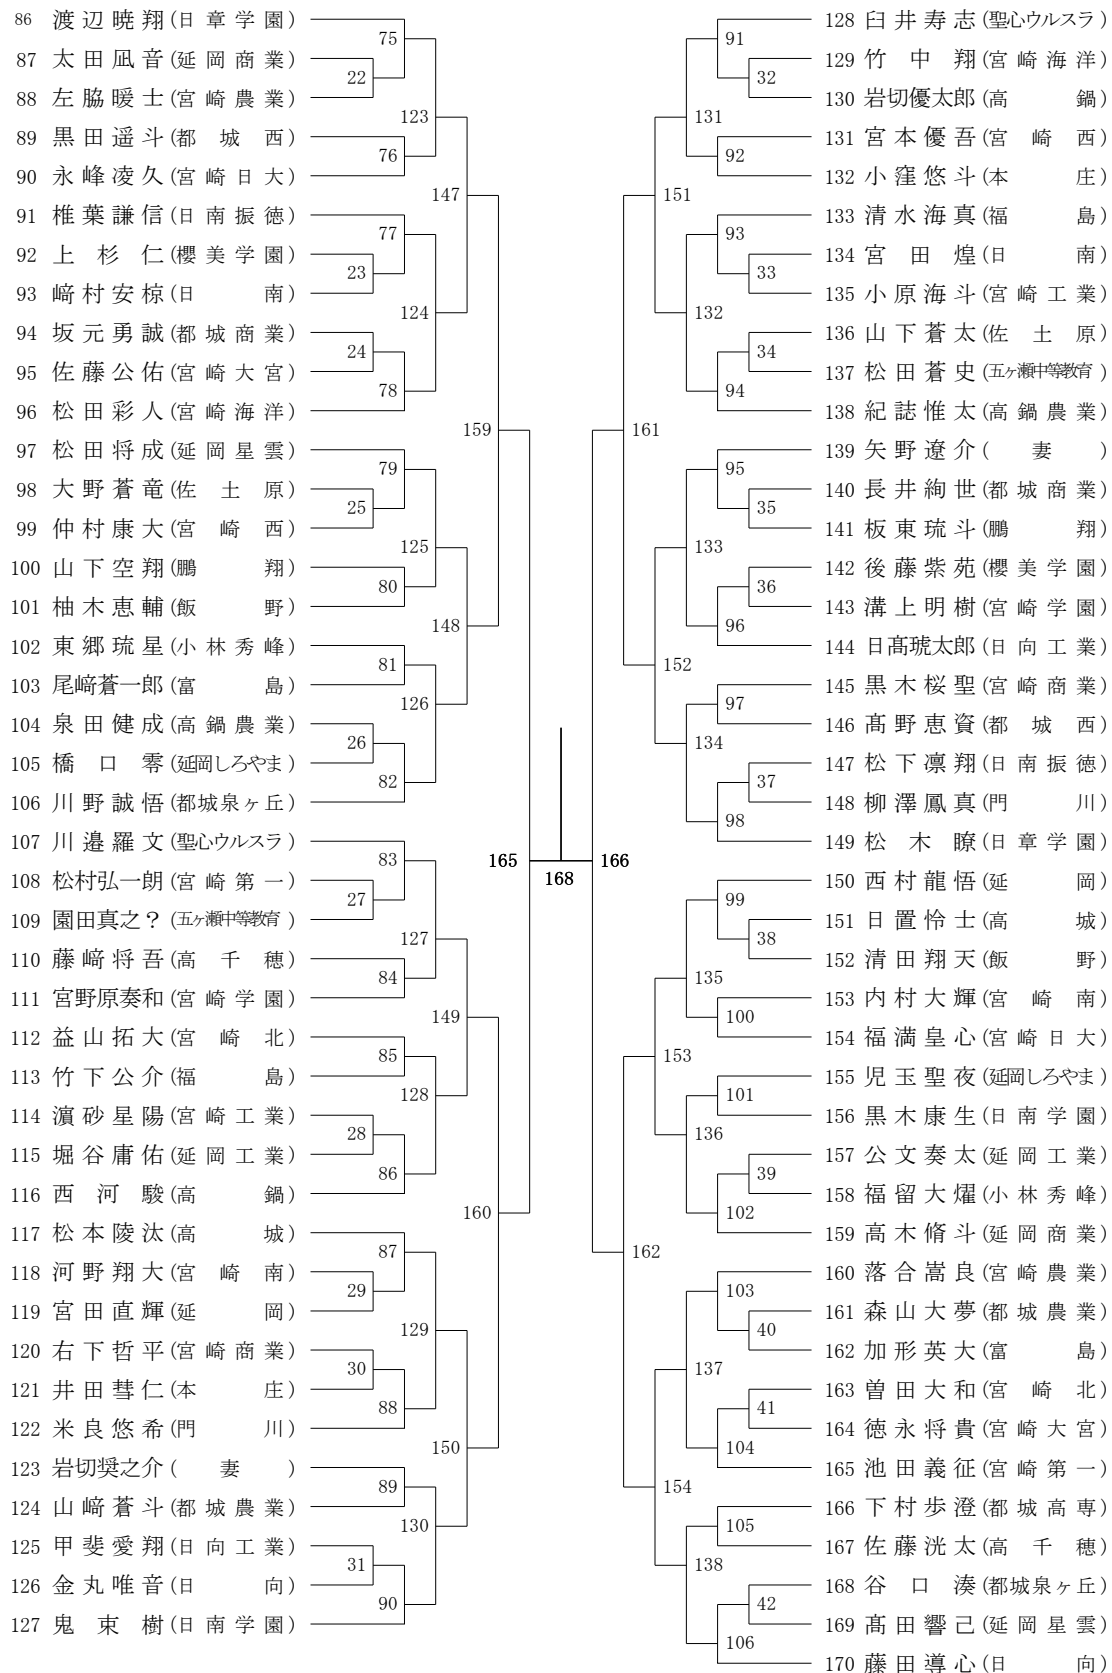 86 渡辺暁翔(日章学園)
87 太田凪音(延岡商業)
88 左脇暖士(宮崎農業)
89 黒田遥斗(都城西)
90 永峰凌久(宮崎日大)
91 椎葉謙信(日南振徳)
92 上杉仁(櫻美学園)
93 﨑村安椋(日南)
94 坂元勇誠(都城商業)
95 佐藤公佑(宮崎大宮)
96 松田彩人(宮崎海洋)
97 松田将成(延岡星雲)
98 大野蒼竜(佐土原)
99 仲村康大(宮崎西)
100 山下空翔(鵬翔)
101 柚木恵輔(飯野)
102 東郷琉星(小林秀峰)
103 尾﨑蒼一郎(富島)
104 泉田健成(高鍋農業)
105 橋口零(延岡しろやま)
106 川野誠悟(都城泉ヶ丘)
107 川邉羅文(聖心ウルスラ)
108 松村弘一朗(宮崎第一)
109 園田真之？(五ヶ瀬中等教育)
110 藤﨑将吾(高千穂)
111 宮野原奏和(宮崎学園)
112 益山拓大(宮崎北)
113 竹下公介(福島)
114 濵砂星陽(宮崎工業)
115 堀谷庸佑(延岡工業)
116 西河駿(高鍋)
117 松本陵汰(高城)
118 河野翔大(宮崎南)
119 宮田直輝(延岡)
120 右下哲平(宮崎商業)
121 井田彗仁(本庄)
122 米良悠希(門川)
123 岩切奨之介(妻)
124 山﨑蒼斗(都城農業)
125 甲斐愛翔(日向工業)
126 金丸唯音(日向)
127 鬼束樹(日南学園)
75
22
123
76
147
77
23
124
24
78
159
79
25
125
80
148
81
126
26
82
83
165
27
127
84
149
85
128
28
86
160
87
29
129
30
88
150
89
130
31
90
168
91
32
131
92
151
93
33
132
34
94
161
95
35
133
36
96
152
97
134
37
98
166
99
38
135
100
153
101
136
39
102
162
103
40
137
41
104
154
105
138
42
106
128 臼井寿志(聖心ウルスラ)
129 竹中翔(宮崎海洋)
130 岩切優太郎(高鍋)
131 宮本優吾(宮崎西)
132 小窪悠斗(本庄)
133 清水海真(福島)
134 宮田煌(日南)
135 小原海斗(宮崎工業)
136 山下蒼太(佐土原)
137 松田蒼史(五ヶ瀬中等教育)
138 紀誌惟太(高鍋農業)
139 矢野遼介(妻)
140 長井絢世(都城商業)
141 板東琉斗(鵬翔)
142 後藤紫苑(櫻美学園)
143 溝上明樹(宮崎学園)
144 日髙琥太郎(日向工業)
145 黒木桜聖(宮崎商業)
146 髙野恵資(都城西)
147 松下凛翔(日南振徳)
148 柳澤鳳真(門川)
149 松木瞭(日章学園)
150 西村龍悟(延岡)
151 日置怜士(高城)
152 清田翔天(飯野)
153 内村大輝(宮崎南)
154 福満皇心(宮崎日大)
155 児玉聖夜(延岡しろやま)
156 黒木康生(日南学園)
157 公文奏太(延岡工業)
158 福留大燿(小林秀峰)
159 高木脩斗(延岡商業)
160 落合嵩良(宮崎農業)
161 森山大夢(都城農業)
162 加形英大(富島)
163 曽田大和(宮崎北)
164 徳永将貴(宮崎大宮)
165 池田義征(宮崎第一)
166 下村歩澄(都城高専)
167 佐藤洸太(高千穂)
168 谷口湊(都城泉ヶ丘)
169 髙田響己(延岡星雲)
170 藤田導心(日向)